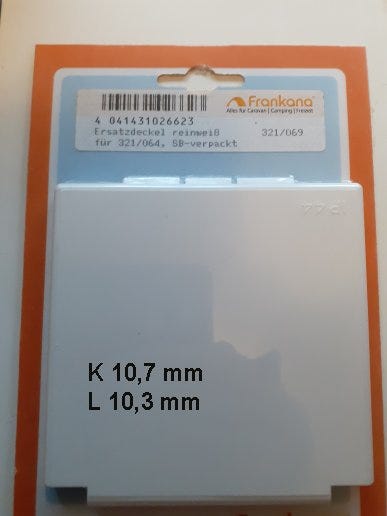 Frankana
Alles für Caravan | Camping | Freizeit
4 041431026623
Ersatzdeckel reinweiß 321/069
für 321/064, SB-verpackt
K 10,7 mm
L 10,3 mm